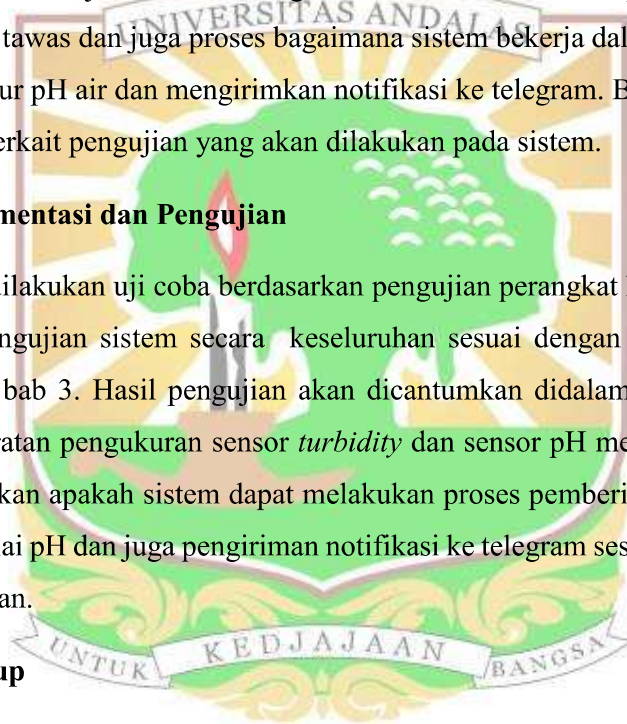 UNIVERSITAS ANDALAS
tawas dan juga proses bagaimana sistem bekerja dal
ur pH air dan mengirimkan notifikasi ke telegram. B
erkait pengujian yang akan dilakukan pada sistem.
mentasi dan Pengujian
dilakukan uji coba berdasarkan pengujian perangkat
ngujian sistem secara keseluruhan sesuai dengan
bab 3. Hasil pengujian akan dicantumkan didalam
ratan pengukuran sensor turbidity dan sensor pH me
kan apakah sistem dapat melakukan proses pemberi
ai pH dan juga pengiriman notifikasi ke telegram ses
an.
UNTUK KEDJAJAAN BANGSA
up